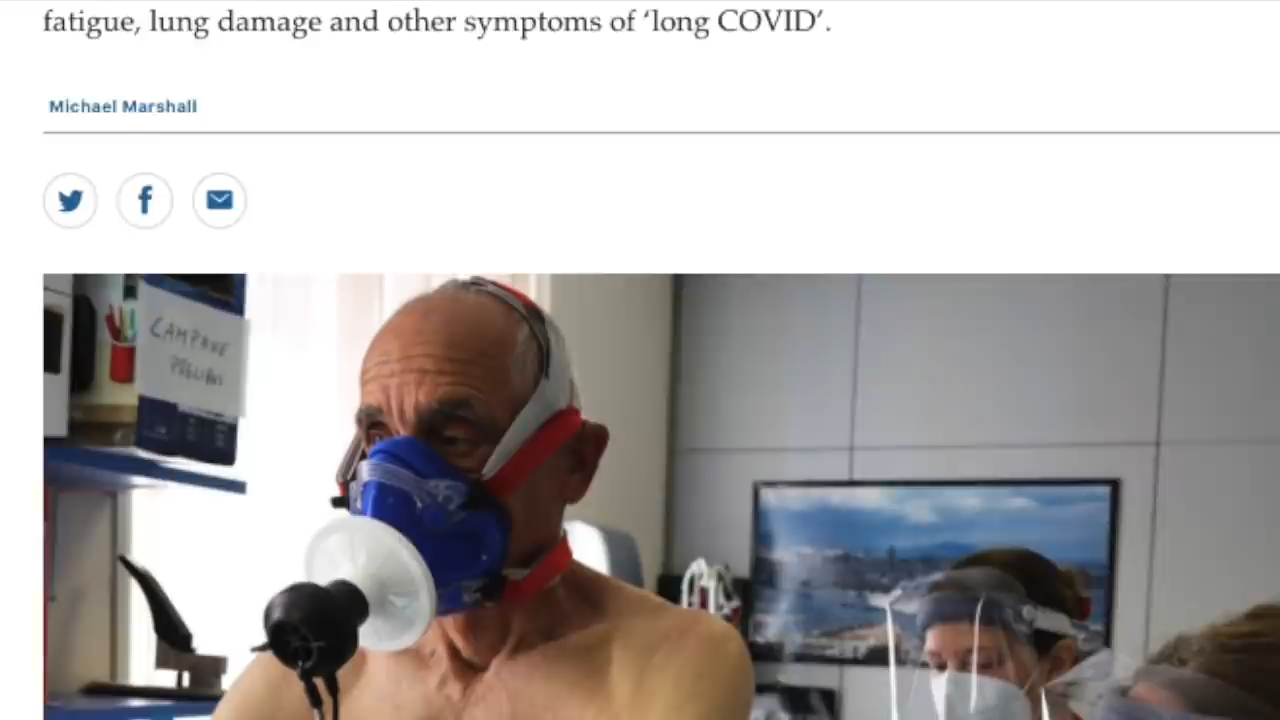 fatigue, lung damage and other symptoms of ‘long COVID’.
Michael Marshall
CAMPANE